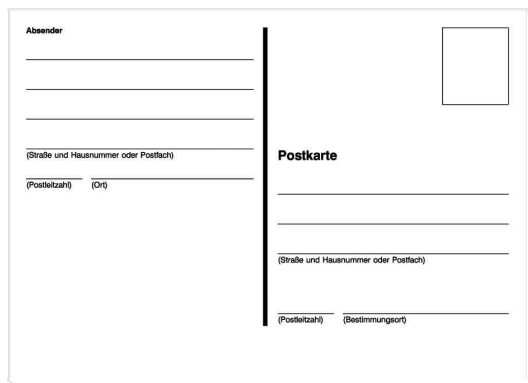 Absender
(Straße und Hausnummer oder Postfach)
(Postleitzahl) (Ort)
Postkarte
(Straße und Hausnummer oder Postfach)
(Postleitzahl) (Bestimmungsort)